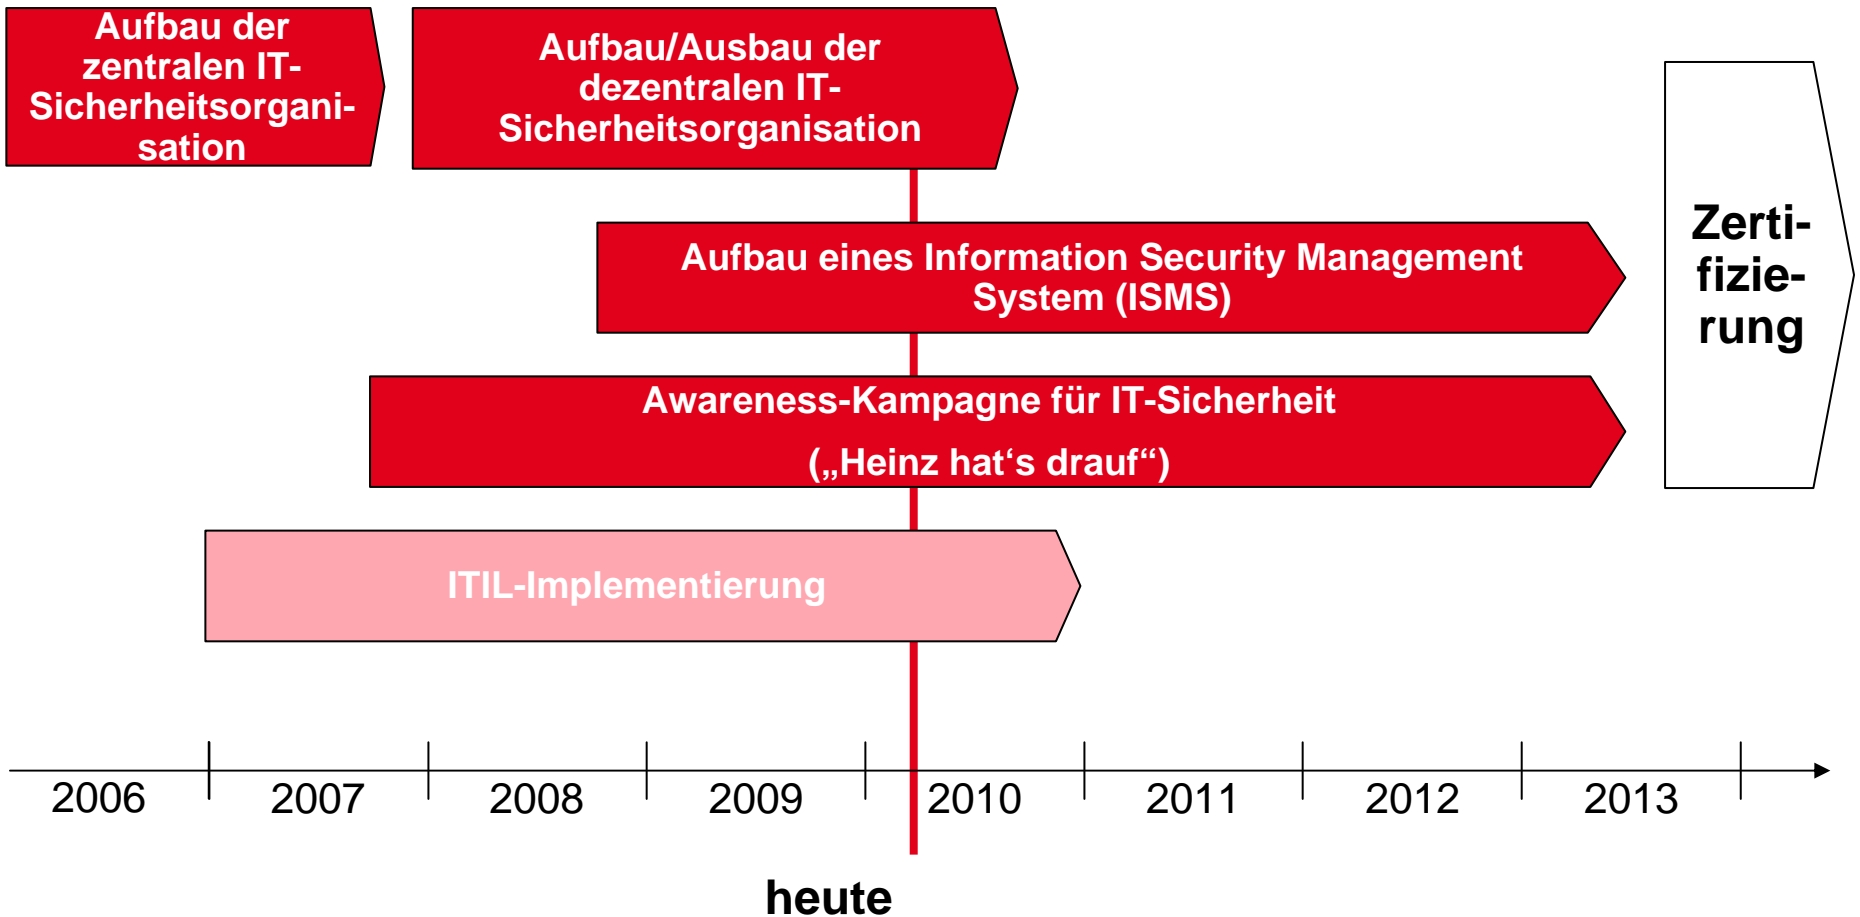 Aufbau der
zentralen IT-
Sicherheitsorgani-
sation
Aufbau/Ausbau der
dezentralen IT-
Sicherheitsorganisation
Aufbau eines Information Security Management
System (ISMS)
Awareness-Kampagne für IT-Sicherheit
(„Heinz hat‘s drauf“)
ITIL-Implementierung
Zerti-
fizie-
rung
2006 2007 2008 2009 2010 2011 2012 2013
heute